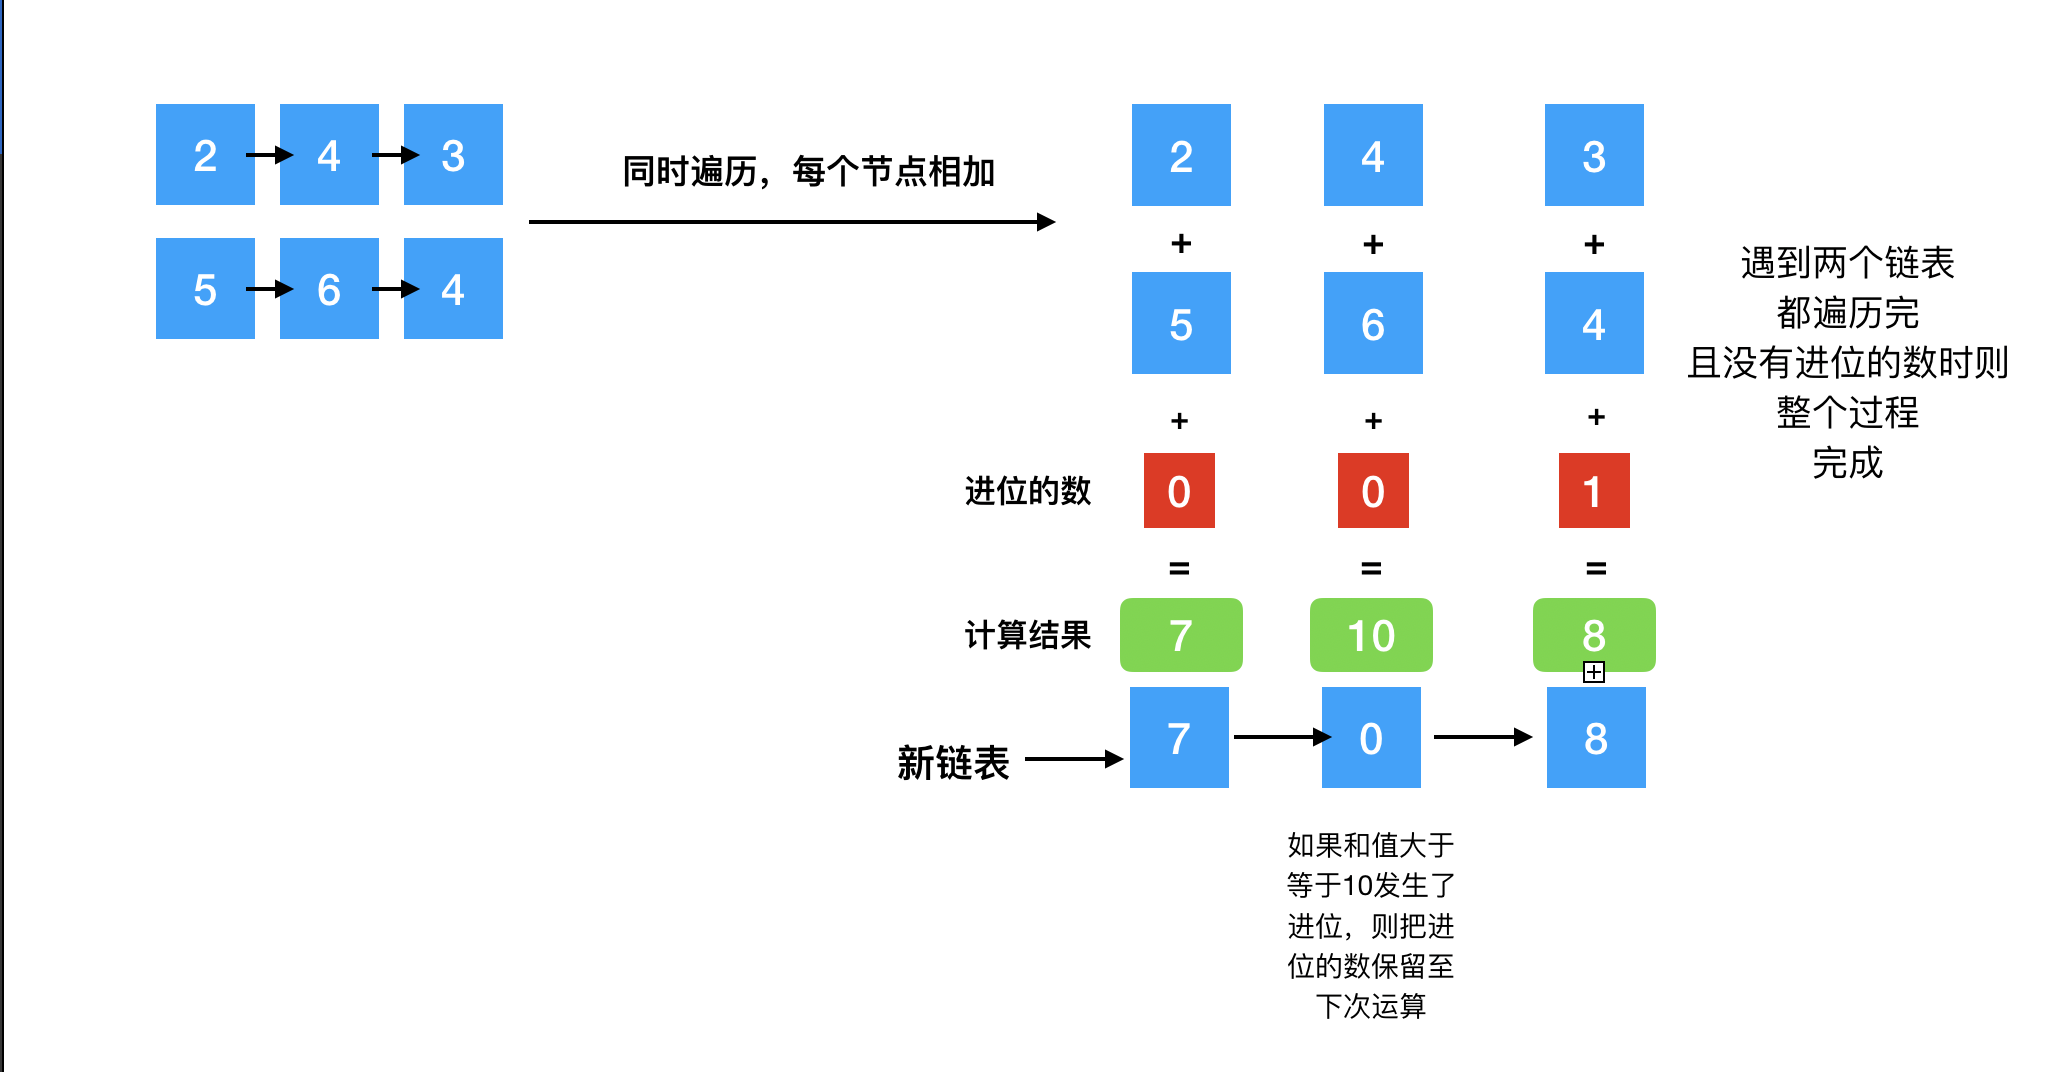 2 4 3
5 6 4
同时遍历，每个节点相加
2 4 3
+ + +
5 6 4
+ + +
进位的数 0 0 1
= = =
计算结果 7 10 8
新链表 7 0 8
遇到两个链表
都遍历完
且没有进位的数时则
整个过程
完成
如果和值大于
等于10发生了
进位，则把进
位的数保留至
下次运算